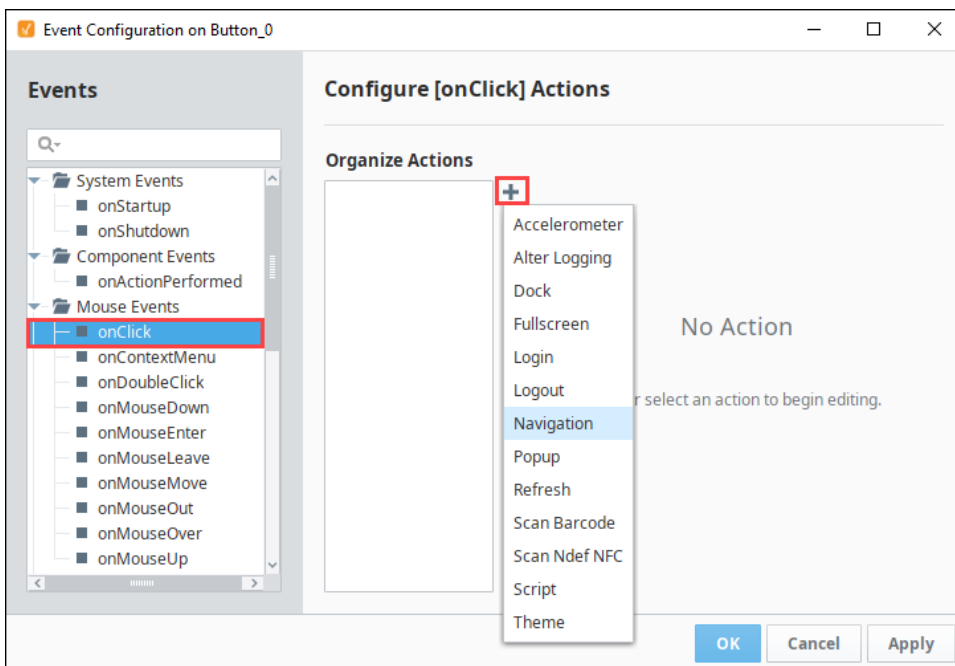 Event Configuration on Button_0
Events
System Events
onStartup
onShutdown
Component Events
onActionPerformed
Mouse Events
onClick
onContextMenu
onDoubleClick
onMouseDown
onMouseEnter
onMouseLeave
onMouseMove
onMouseOut
onMouseOver
onMouseUp
Configure [onClick] Actions
Organize Actions
Accelerometer
Alter Logging
Dock
Fullscreen
Login
Logout
Navigation
Popup
Refresh
Scan Barcode
Scan Ndef NFC
Script
Theme
No Action
r select an action to begin editing.
OK
Cancel
Apply